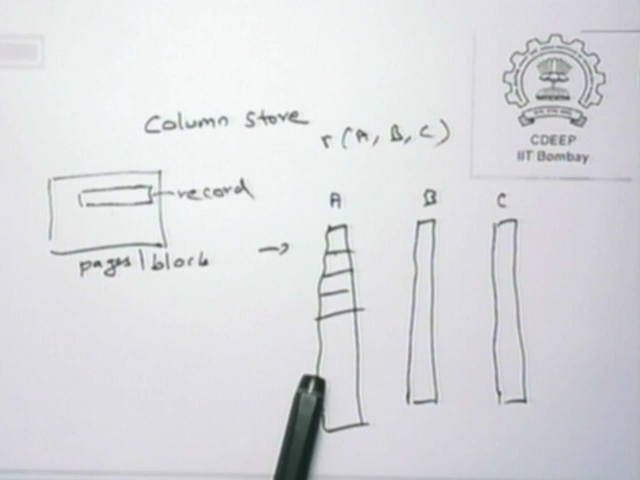 Column Store
r (A, B, C)
CDEEP
IIT Bombay
record
pages / block
A B C